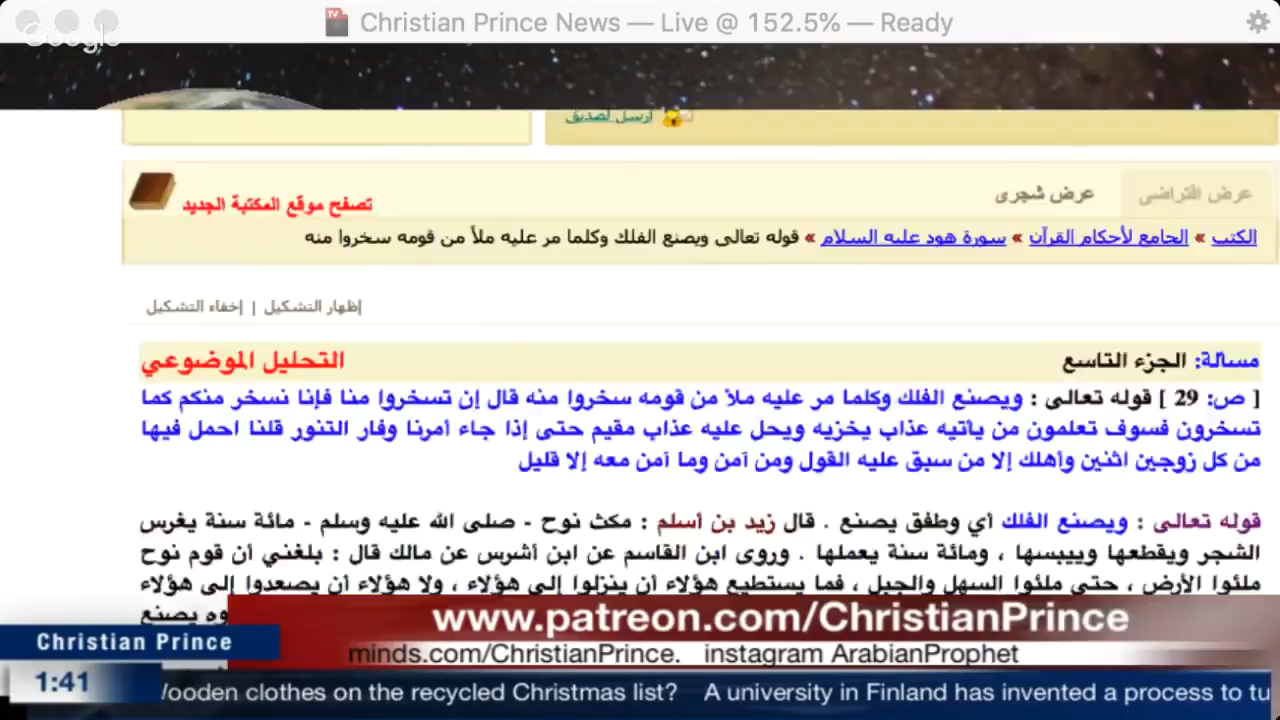 Christian Prince News — Live @ 152.5% — Ready
Google
ارسل لصديق
عرض افتراضي
عرض شجرى
تصفح موقع المكتبة الجديد
الكتب » الجامع لأحكام القرآن » سورة هود عليه السلام » قوله تعالى ويصنع الفلك وكلما مر عليه ملأ من قومه سخروا منه
إظهار التشكيل | إخفاء التشكيل
مسألة: الجزء التاسع
التحليل الموضوعي
[ ص: 29 ] قوله تعالى : ويصنع الفلك وكلما مر عليه ملأ من قومه سخروا منه قال إن تسخروا منا فإنا نسخر منكم كما
تسخرون فسوف تعلمون من يأتيه عذاب يخزيه ويحل عليه عذاب مقيم حتى إذا جاء أمرنا وفار التنور قلنا احمل فيها
من كل زوجين اثنين وأهلك إلا من سبق عليه القول ومن آمن وما آمن معه إلا قليل
قوله تعالى : ويصنع الفلك أي وطفق يصنع . قال زيد بن أسلم : مكث نوح - صلى الله عليه وسلم - مائة سنة يغرس
الشجر ويقطعها وييبسها ، ومائة سنة يعملها . وروى ابن القاسم عن ابن أشرس عن مالك قال : بلغني أن قوم نوح
ملئوا الأرض ، حتى ملئوا السهل والجبل ، فما يستطيع هؤلاء أن ينزلوا إلى هؤلاء ، ولا هؤلاء أن يصعدوا إلى هؤلاء
يصنع
www.patreon.com/ChristianPrince
Christian Prince
minds.com/ChristianPrince. instagram ArabianProphet
1:41
Wooden clothes on the recycled Christmas list? A university in Finland has invented a process to tu